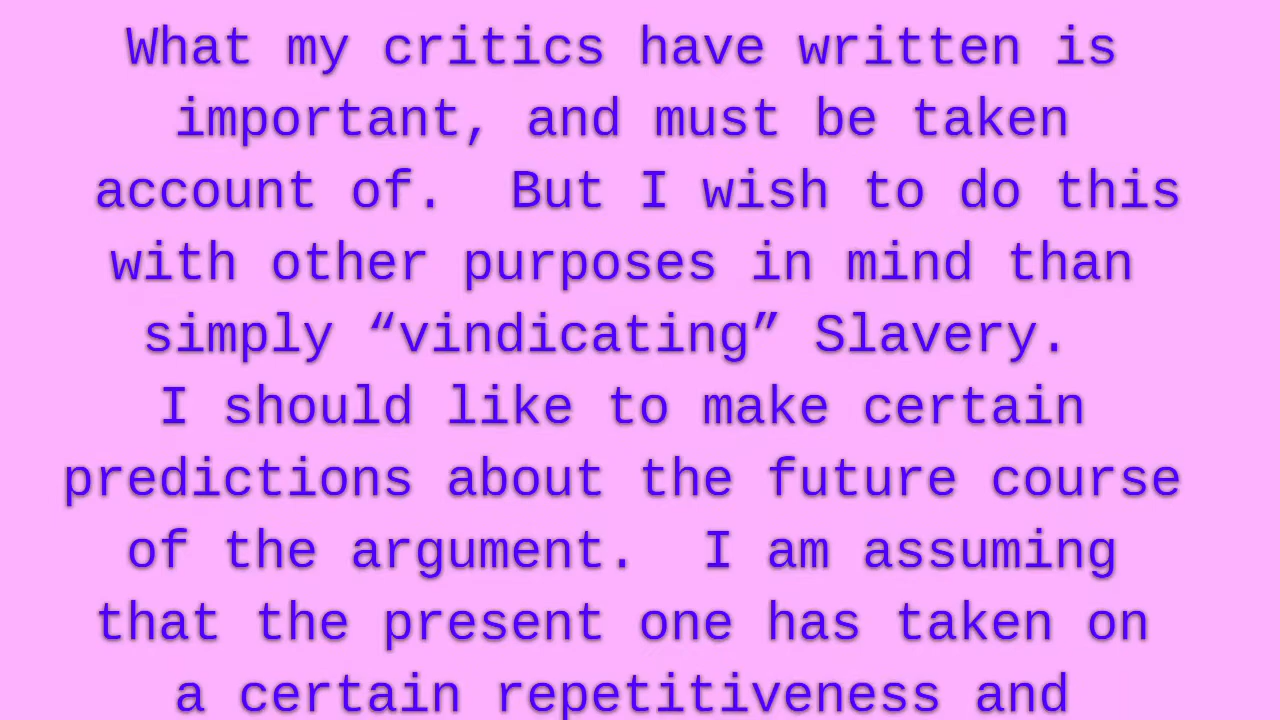 What my critics have written is
important, and must be taken
account of.  But I wish to do this
with other purposes in mind than
simply “vindicating” Slavery.
I should like to make certain
predictions about the future course
of the argument.  I am assuming
that the present one has taken on
a certain repetitiveness and